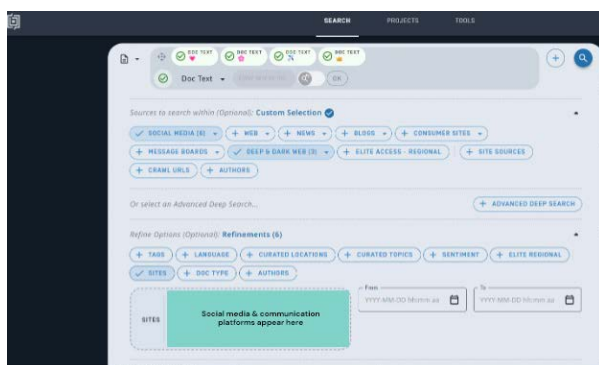 SEARCH PROJECTS TOOLS
DOC TEXT DOC TEXT DOC TEXT DOC TEXT
Doc Text OK
Sources to search within (Optional): Custom Selection
SOCIAL MEDIA (6) + WEB + NEWS + BLOGS + CONSUMER SITES
+ MESSAGE BOARDS DEEP & DARK WEB (3) + ELITE ACCESS - REGIONAL + SITE SOURCES
+ CRAWL URLS + AUTHORS
Or select an Advanced Deep Search... + ADVANCED DEEP SEARCH
Refine Options (Optional): Refinements (6)
+ TAGS + LANGUAGE + CURATED LOCATIONS + CURATED TOPICS + SENTIMENT + ELITE REGIONAL
SITES + DOC TYPE + AUTHORS
From To
YYYY-MM-DD hh:mm aa YYYY-MM-DD hh:mm aa
SITES
Social media & communication
platforms appear here